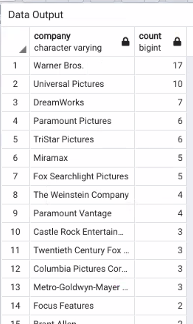 Data Output
company
character varying
count
bigint
1 Warner Bros. 17
2 Universal Pictures 10
3 DreamWorks 7
4 Paramount Pictures 6
5 TriStar Pictures 6
6 Miramax 5
7 Fox Searchlight Pictures 5
8 The Weinstein Company 4
9 Paramount Vantage 4
10 Castle Rock Entertain... 3
11 Twentieth Century Fox ... 3
12 Columbia Pictures Cor... 3
13 Metro-Goldwyn-Mayer ... 3
14 Focus Features 2
15 Brent Allen 2